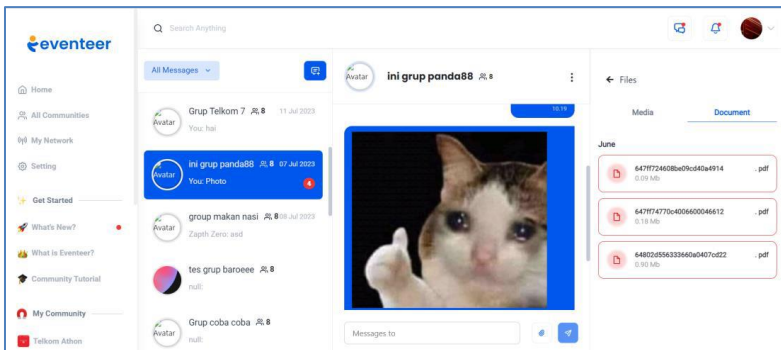 eventeer
Home
All Communities
My Network
Setting
Get Started
What's New?
What is Eventeer?
Community Tutorial
My Community
Telkom Athon
Search Anything
All Messages
Avatar
Grup Telkom 7 8 11 Jul 2023
You: hai
Avatar
ini grup panda88 8 07 Jul 2023
You: Photo 4
Avatar
group makan nasi 8 08 Jul 2023
Zapth Zero: asd
tes grup baroeee 8
null:
Avatar
Grup coba coba 8
null:
Avatar
ini grup panda88 8
10.19
Messages to
Files
Media Document
June
647ff724608be09cd40a4914 . pdf
0.09 Mb
647ff74770c4006600046612 . pdf
0.18 Mb
64802d556333660a0407cd22 . pdf
0.90 Mb